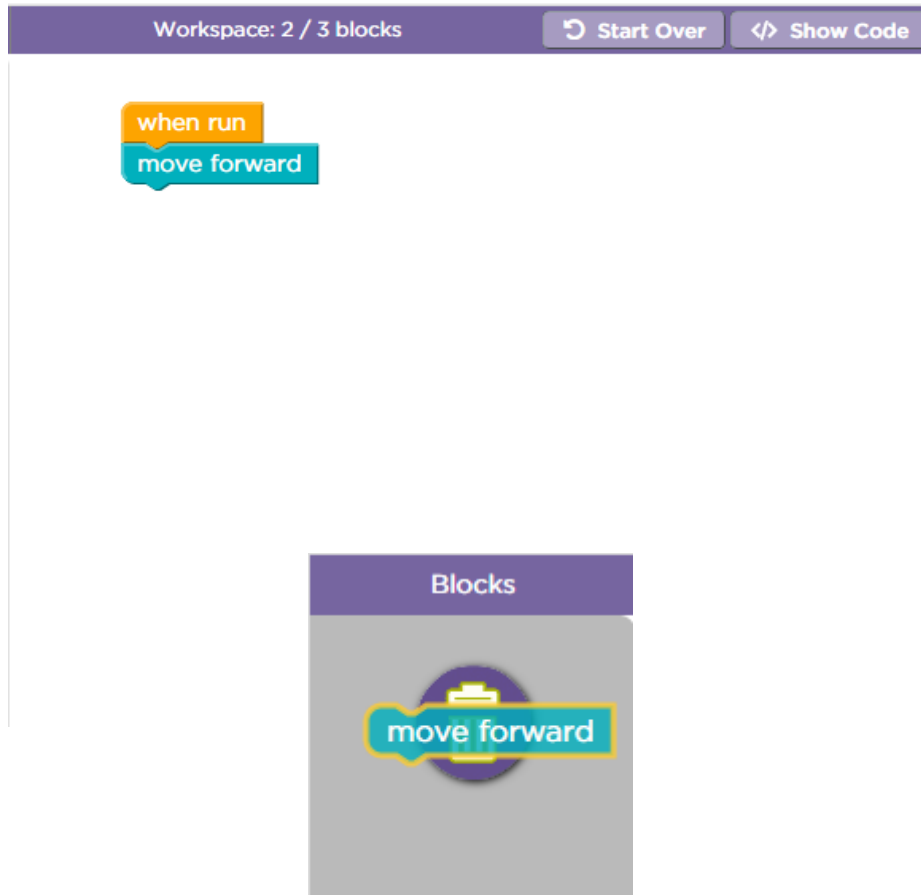 Workspace: 2 / 3 blocks
Start Over
</> Show Code
when run
move forward
Blocks
move forward